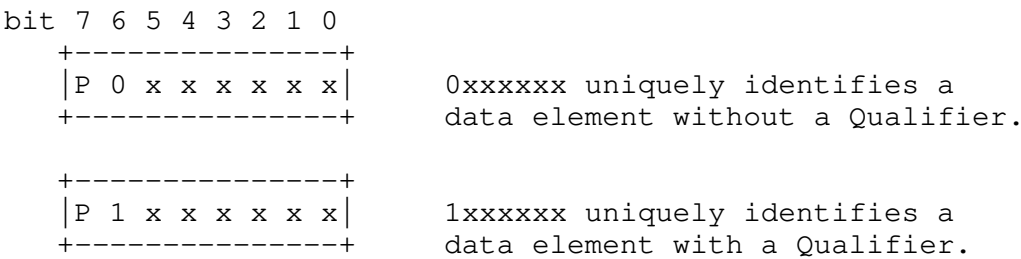 bit 7 6 5 4 3 2 1 0
+---------------+
|P 0 x x x x x x| 0xxxxxx uniquely identifies a
+---------------+ data element without a Qualifier.
+---------------+
|P 1 x x x x x x| 1xxxxxx uniquely identifies a
+---------------+ data element with a Qualifier.